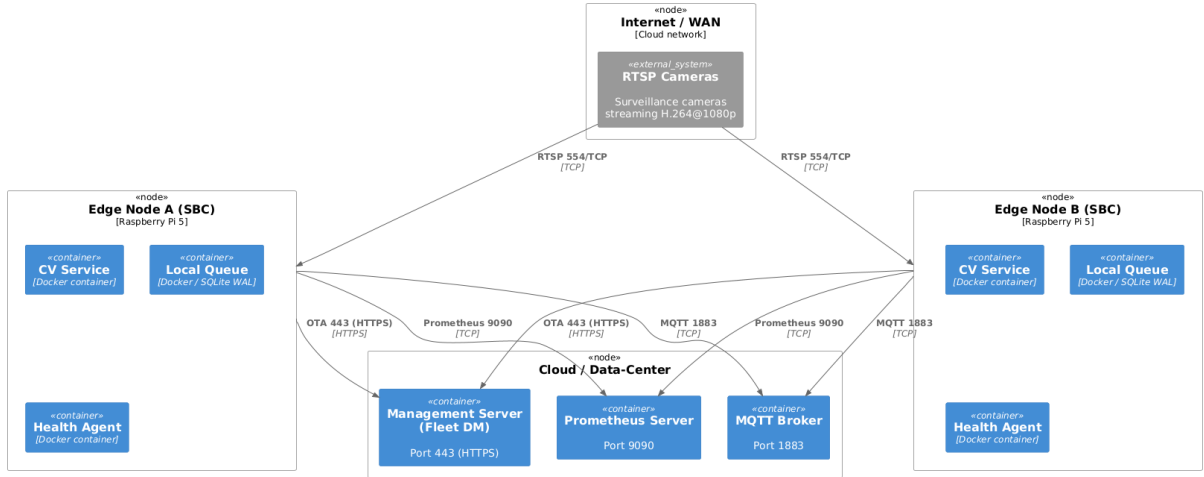 «node»
Internet / WAN
[Cloud network]
«external_system»
RTSP Cameras
Surveillance cameras
streaming H.264@1080p
RTSP 554/TCP
[TCP]
RTSP 554/TCP
[TCP]
«node»
Edge Node A (SBC)
[Raspberry Pi 5]
«container»
CV Service
[Docker container]
«container»
Local Queue
[Docker / SQLite WAL]
«container»
Health Agent
[Docker container]
«node»
Edge Node B (SBC)
[Raspberry Pi 5]
«container»
CV Service
[Docker container]
«container»
Local Queue
[Docker / SQLite WAL]
«container»
Health Agent
[Docker container]
OTA 443 (HTTPS)
[HTTPS]
Prometheus 9090
[TCP]
OTA 443 (HTTPS)
[HTTPS]
MQTT 1883
[TCP]
Prometheus 9090
[TCP]
MQTT 1883
[TCP]
«node»
Cloud / Data-Center
«container»
Management Server
(Fleet DM)
Port 443 (HTTPS)
«container»
Prometheus Server
Port 9090
«container»
MQTT Broker
Port 1883